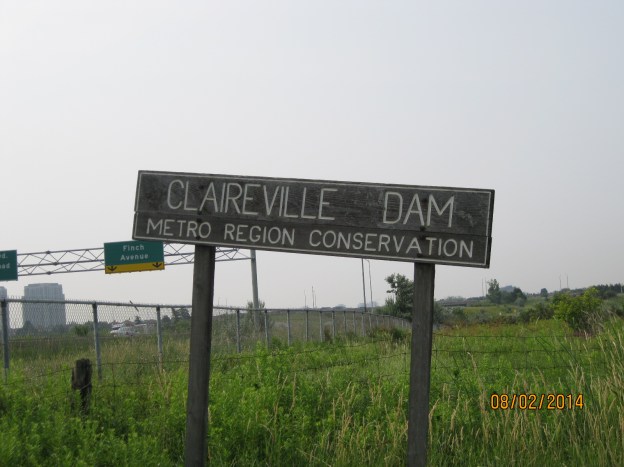 CLAIREVILLE DAM
METRO REGION CONSERVATION
Finch
Avenue
08/02/2014